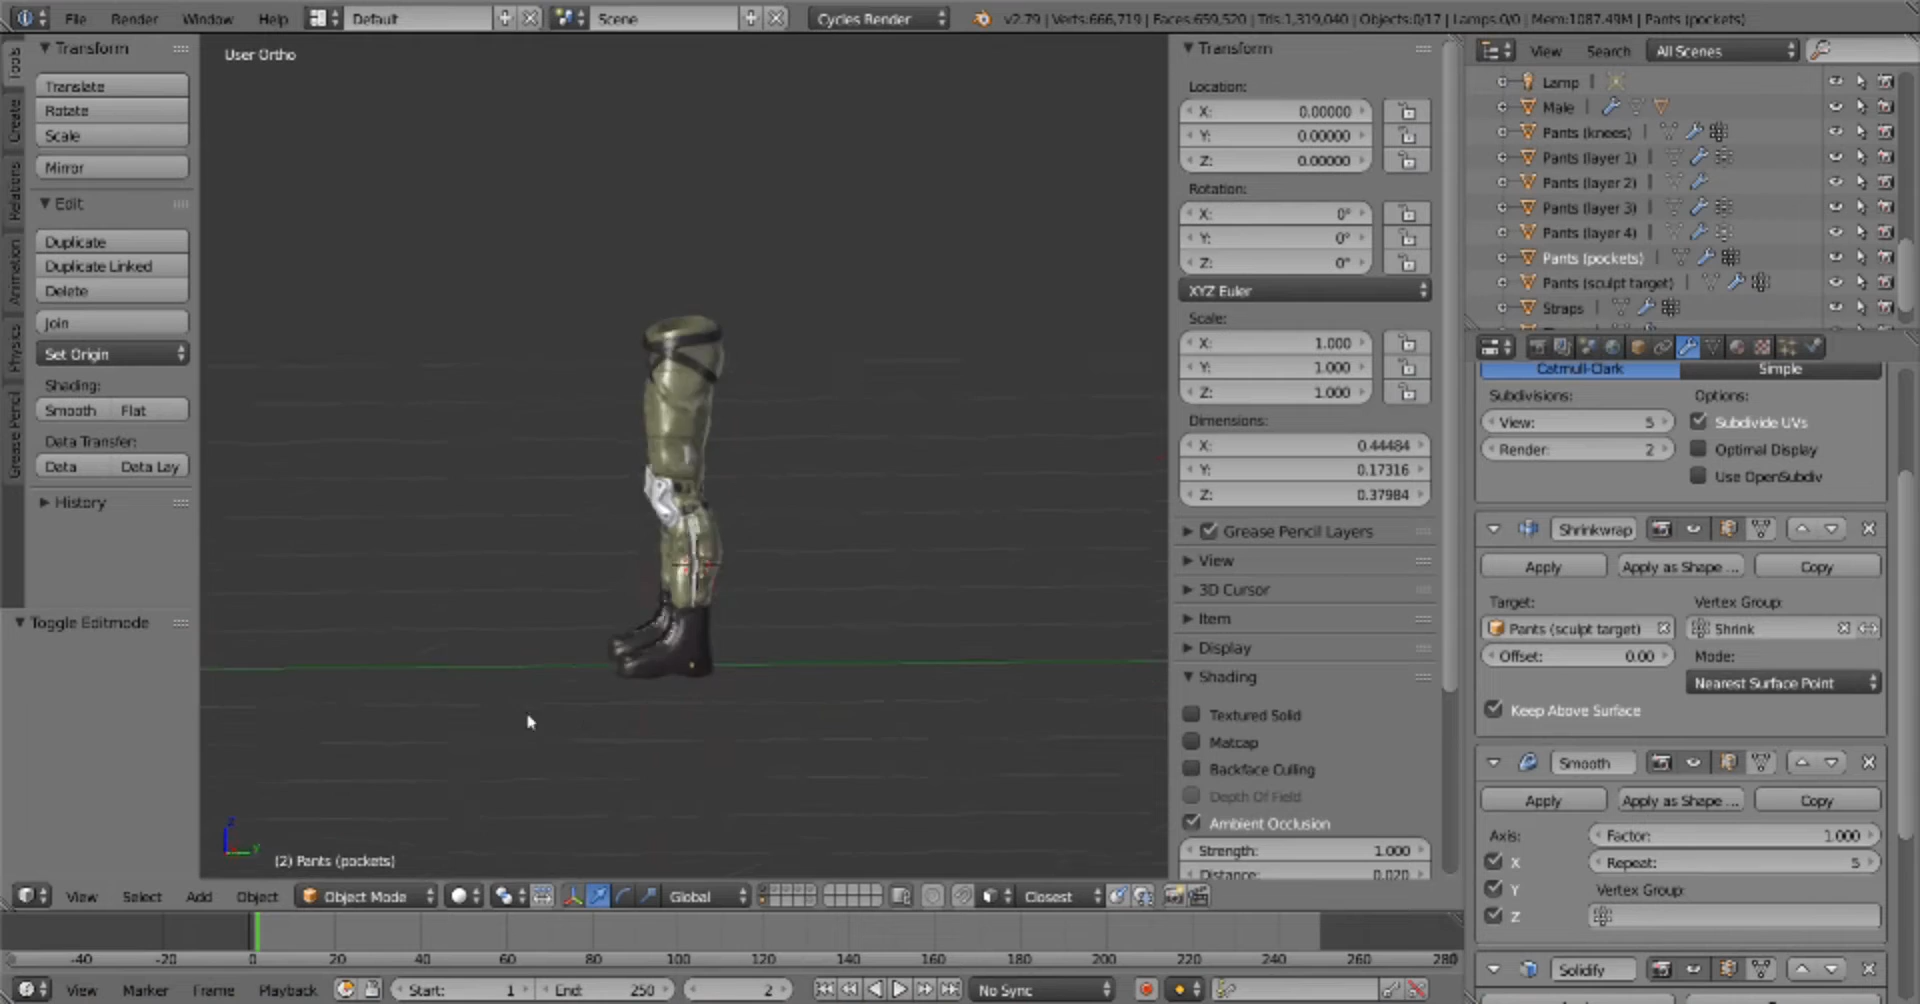 File Render Window Help Default Scene Cycles Render v2.79 | Verts:666,719 | Faces:659,520 | Tris:1,319,040 | Objects:0/17 | Lamps:0/0 | Mem:1087.49M | Pants (pockets)
Tools
Create
Relations
Animation
Physics
Grease Pencil
Transform
Translate
Rotate
Scale
Mirror
Edit
Duplicate
Duplicate Linked
Delete
Join
Set Origin
Shading:
Smooth Flat
Data Transfer:
Data Data Lay
History
Toggle Editmode
User Ortho
(2) Pants (pockets)
Transform
Location:
X: 0.00000
Y: 0.00000
Z: 0.00000
Rotation:
X: 0°
Y: 0°
Z: 0°
XYZ Euler
Scale:
X: 1.000
Y: 1.000
Z: 1.000
Dimensions:
X: 0.44484
Y: 0.17316
Z: 0.37984
Grease Pencil Layers
View
3D Cursor
Item
Display
Shading
Textured Solid
Matcap
Backface Culling
Depth Of Field
Ambient Occlusion
Strength: 1.000
Distance: 0.020
View Search All Scenes
Lamp
Male
Pants (knees)
Pants (layer 1)
Pants (layer 2)
Pants (layer 3)
Pants (layer 4)
Pants (pockets)
Pants (sculpt target)
Straps
Catmull-Clark Simple
Subdivisions: Options:
View: 5 Subdivide UVs
Render: 2 Optimal Display
Use OpenSubdiv
Shrinkwrap
Apply Apply as Shape ... Copy
Target: Vertex Group:
Pants (sculpt target) Shrink
Offset: 0.00 Mode:
Nearest Surface Point
Keep Above Surface
Smooth
Apply Apply as Shape ... Copy
Axis: Factor: 1.000
X Repeat: 5
Y Vertex Group:
Z
Solidify
View Select Add Object Object Mode Global Closest
-40 -20 0 20 40 60 80 100 120 140 160 180 200 220 240 260 280
View Marker Frame Playback Start: 1 End: 250 2 No Sync